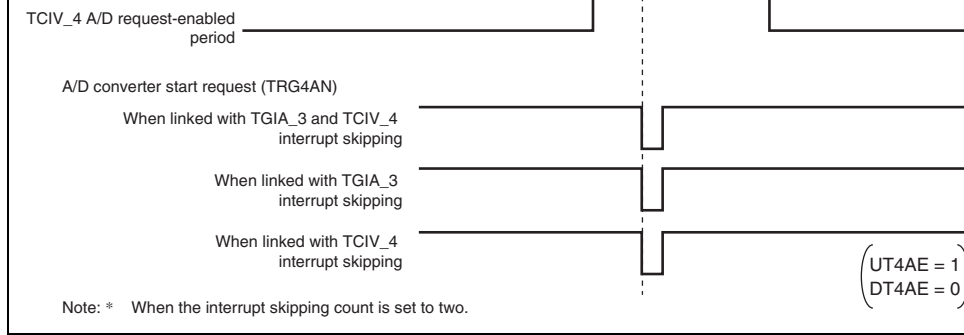 TCIV_4 A/D request-enabled
period
A/D converter start request (TRG4AN)
When linked with TGIA_3 and TCIV_4
interrupt skipping
When linked with TGIA_3
interrupt skipping
When linked with TCIV_4
interrupt skipping
UT4AE = 1
DT4AE = 0
Note: * When the interrupt skipping count is set to two.